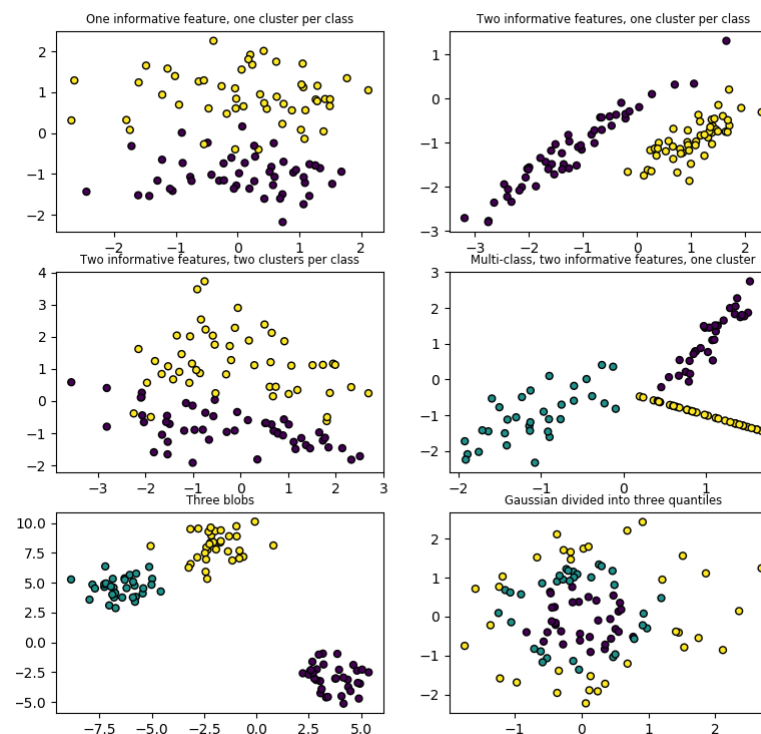 One informative feature, one cluster per class
2
1
0
−1
−2
−2 −1 0 1 2
Two informative features, one cluster per class
1
0
−1
−2
−3
−3 −2 −1 0 1 2
Two informative features, two clusters per class
4
3
2
1
0
−1
−2
−3 −2 −1 0 1 2 3
Multi-class, two informative features, one cluster
3
2
1
0
−1
−2
−2 −1 0 1
Three blobs
10.0
7.5
5.0
2.5
0.0
−2.5
−5.0
−7.5 −5.0 −2.5 0.0 2.5 5.0
Gaussian divided into three quantiles
2
1
0
−1
−2
−1 0 1 2